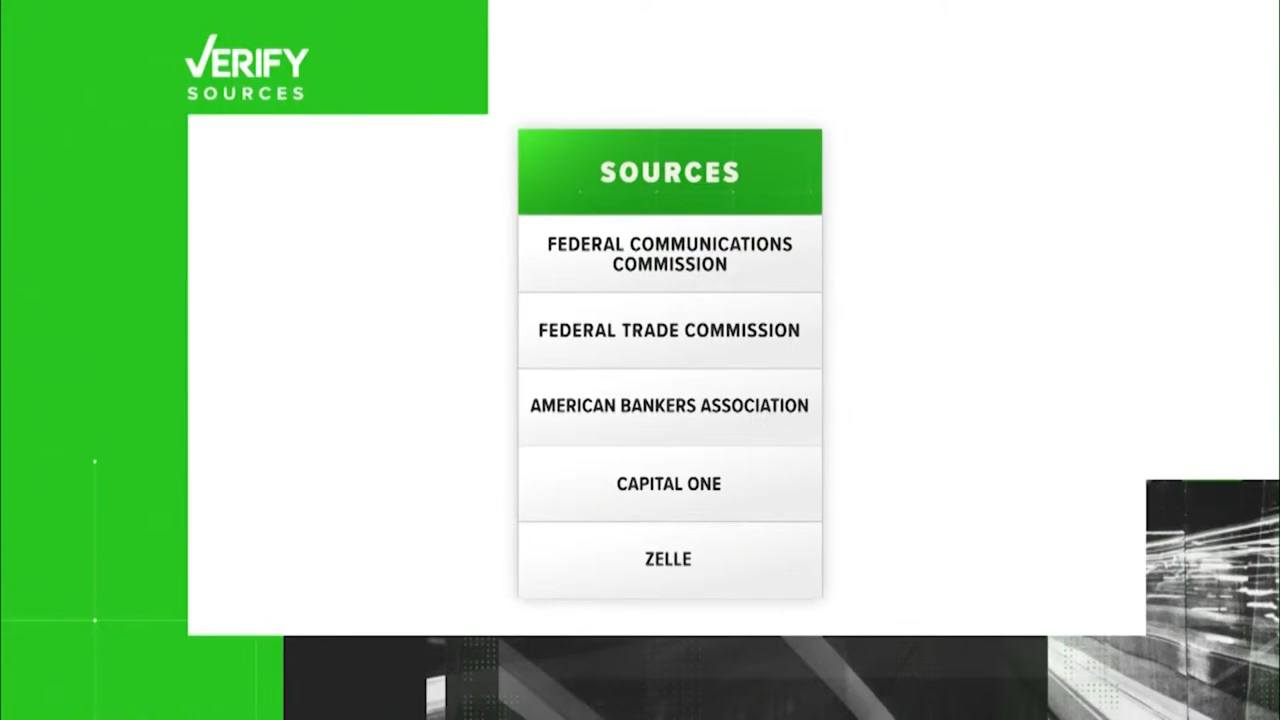 VERIFY
SOURCES
SOURCES
FEDERAL COMMUNICATIONS
COMMISSION
FEDERAL TRADE COMMISSION
AMERICAN BANKERS ASSOCIATION
CAPITAL ONE
ZELLE